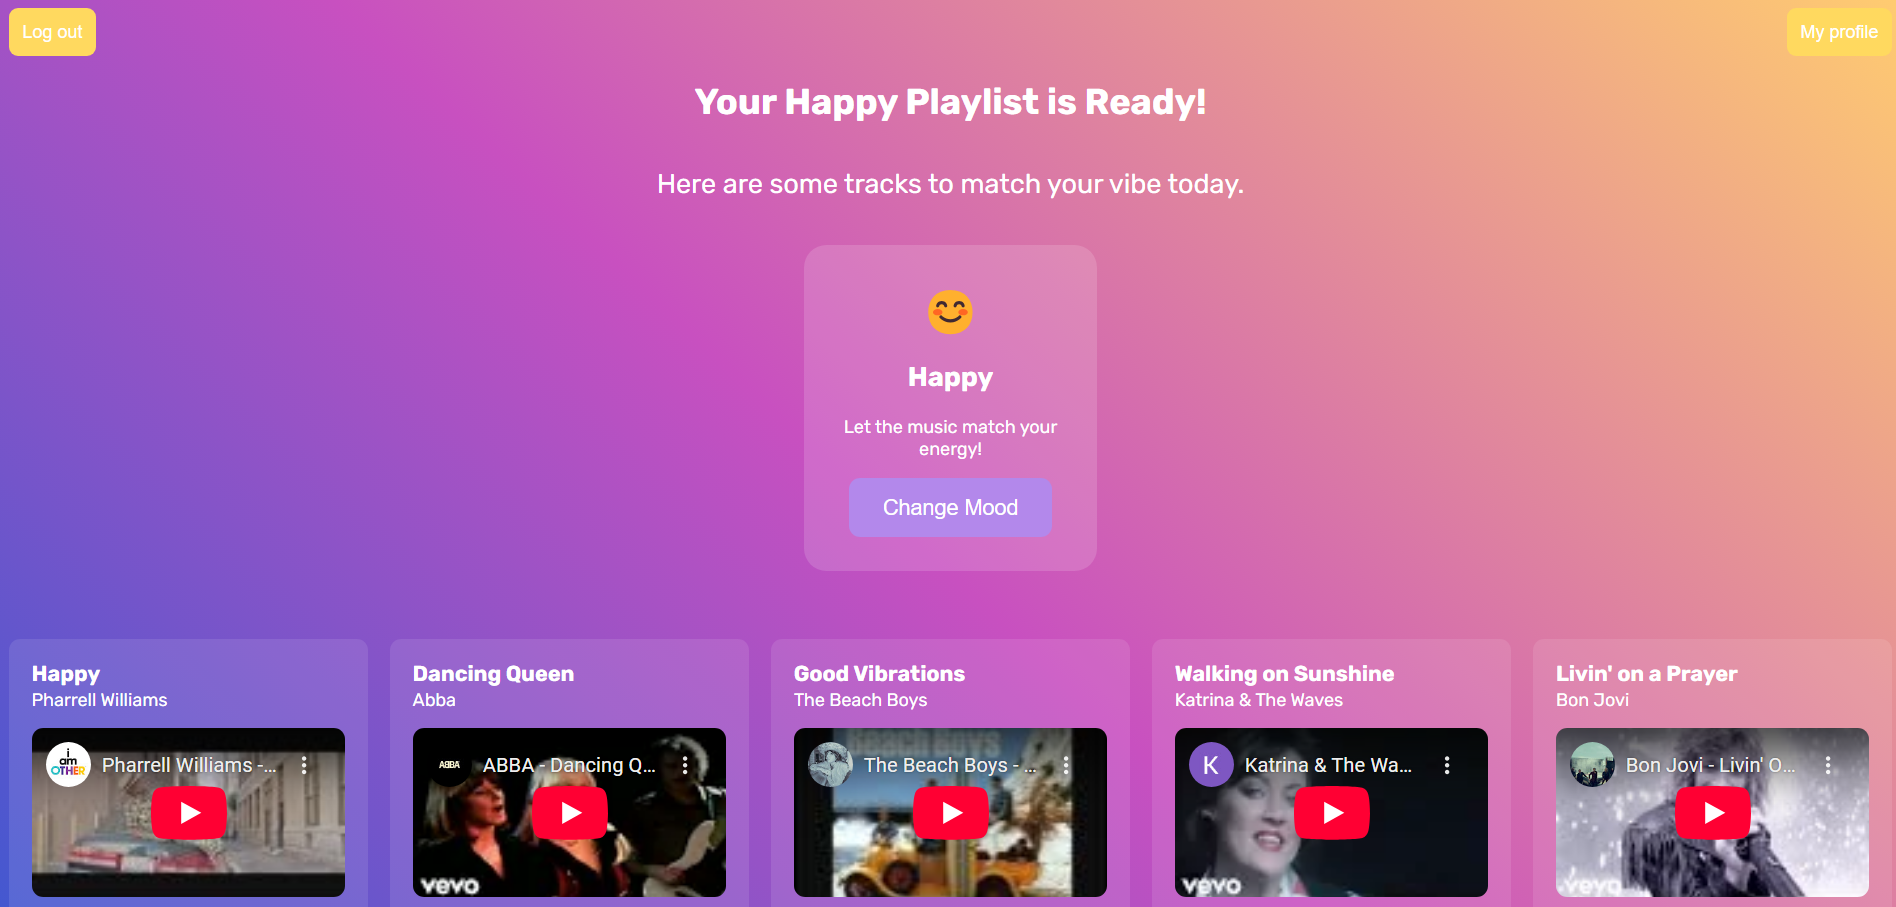 Log out
My profile
Your Happy Playlist is Ready!
Here are some tracks to match your vibe today.
Happy
Let the music match your
energy!
Change Mood
Happy
Pharrell Williams
i
am
OTHER
Pharrell Williams -...
Dancing Queen
Abba
ABBA
ABBA - Dancing Q...
vevo
Good Vibrations
The Beach Boys
The Beach Boys - ...
Beach Boys
Walking on Sunshine
Katrina & The Waves
K
Katrina & The Wa...
vevo
Livin' on a Prayer
Bon Jovi
Bon Jovi - Livin' O...
vevo